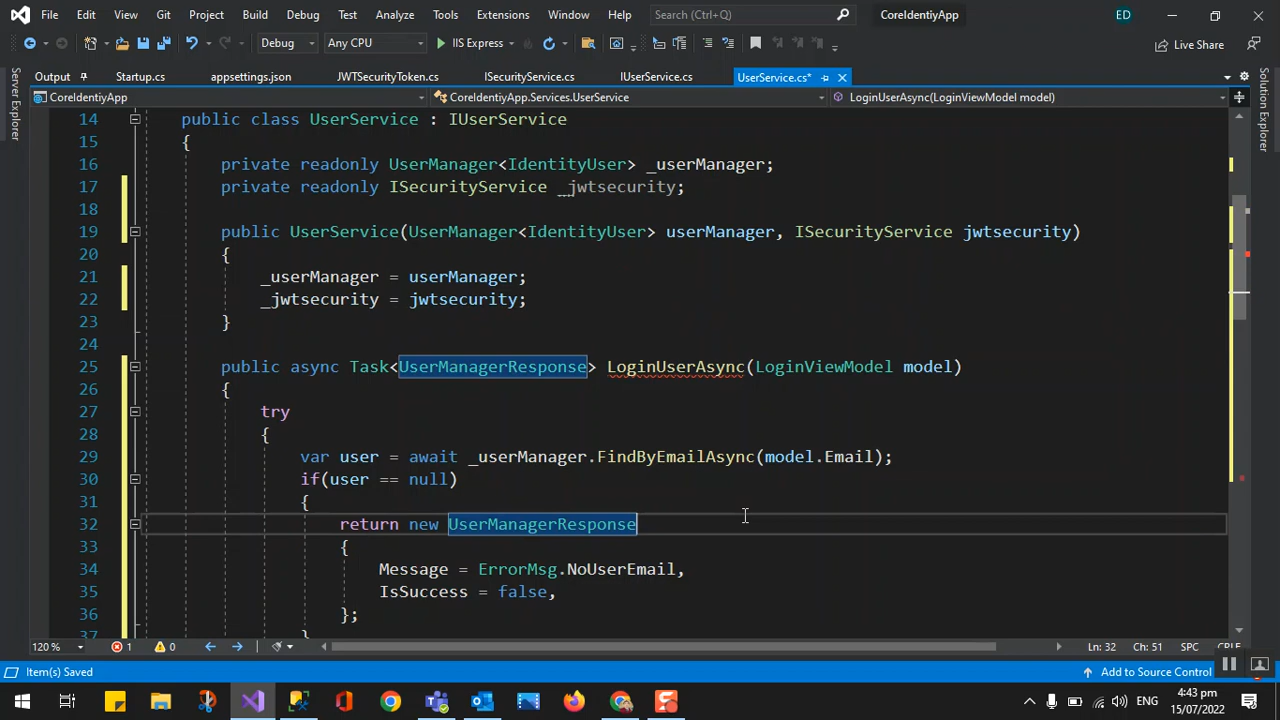 File Edit View Git Project Build Debug Test Analyze Tools Extensions Window Help Search (Ctrl+Q) CoreIdentiyApp ED
Debug Any CPU IIS Express Live Share
Output Startup.cs appsettings.json JWTSecurityToken.cs ISecurityService.cs IUserService.cs UserService.cs*
CoreIdentiyApp CoreIdentiyApp.Services.UserService LoginUserAsync(LoginViewModel model)
Server Explorer
Solution Explorer
14 public class UserService : IUserService
15 {
16 private readonly UserManager<IdentityUser> _userManager;
17 private readonly ISecurityService _jwtsecurity;
18
19 public UserService(UserManager<IdentityUser> userManager, ISecurityService jwtsecurity)
20 {
21 _userManager = userManager;
22 _jwtsecurity = jwtsecurity;
23 }
24
25 public async Task<UserManagerResponse> LoginUserAsync(LoginViewModel model)
26 {
27 try
28 {
29 var user = await _userManager.FindByEmailAsync(model.Email);
30 if(user == null)
31 {
32 return new UserManagerResponse
33 {
34 Message = ErrorMsg.NoUserEmail,
35 IsSuccess = false,
36 };
37 }
120 % 1 0 Ln: 32 Ch: 51 SPC CRLF
Item(s) Saved Add to Source Control
ENG 4:43 pm
15/07/2022